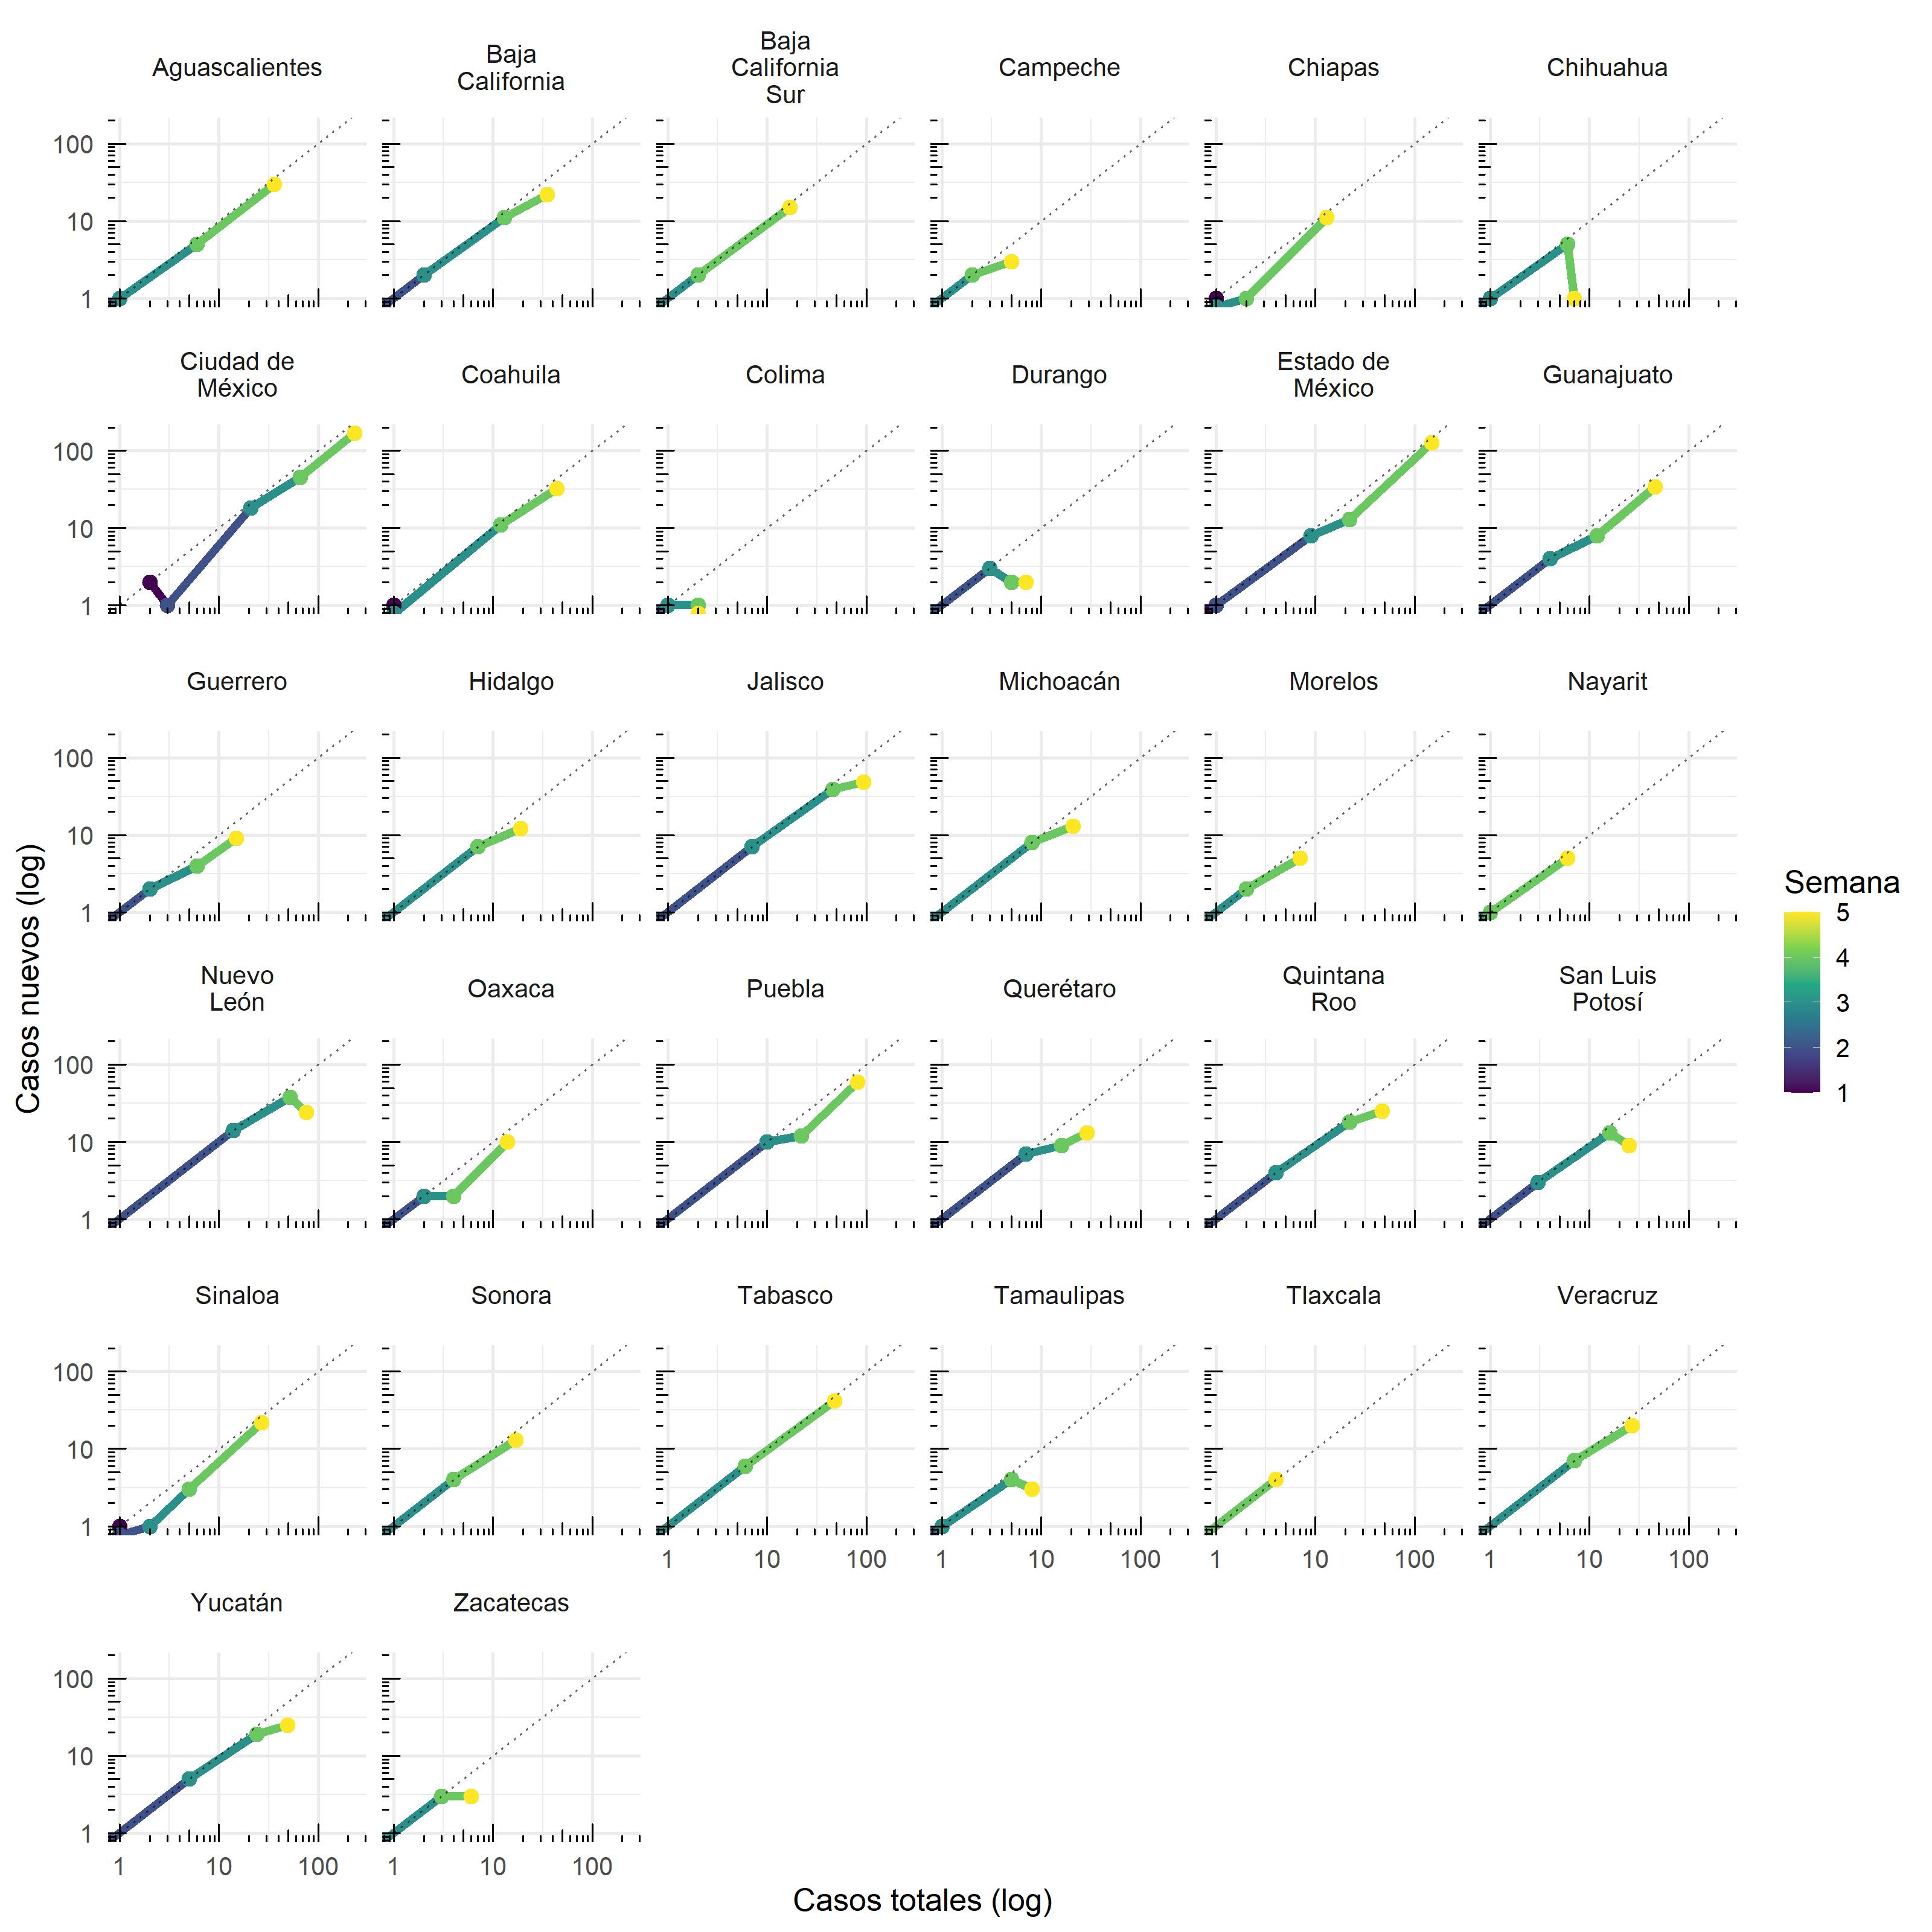 Aguascalientes
Baja
California
Baja
California
Sur
Campeche
Chiapas
Chihuahua
100
10
1
Ciudad de
México
Coahuila
Colima
Durango
Estado de
México
Guanajuato
100
10
1
Guerrero
Hidalgo
Jalisco
Michoacán
Morelos
Nayarit
100
10
1
Nuevo
León
Oaxaca
Puebla
Querétaro
Quintana
Roo
San Luis
Potosí
100
10
1
Sinaloa
Sonora
Tabasco
Tamaulipas
Tlaxcala
Veracruz
100
10
1
1 10 100
1 10 100
1 10 100
1 10 100
Yucatán
Zacatecas
100
10
1
1 10 100
1 10 100
Casos totales (log)
Casos nuevos (log)
Semana
5
4
3
2
1